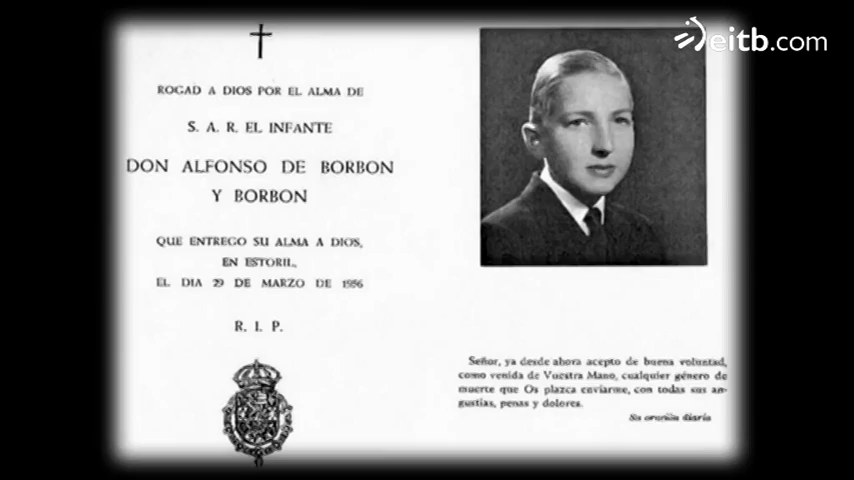 eitb.com
ROGAD A DIOS POR EL ALMA DE
S. A. R. EL INFANTE
DON ALFONSO DE BORBON
Y BORBON
QUE ENTREGO SU ALMA A DIOS,
EN ESTORIL,
EL DIA 29 DE MARZO DE 1956
R. I. P.
Señor, ya desde ahora acepto de buena voluntad,
como venida de Vuestra Mano, cualquier género de
muerte que Os plazca enviarme, con todas sus an-
gustias, penas y dolores.
Su oración diaria